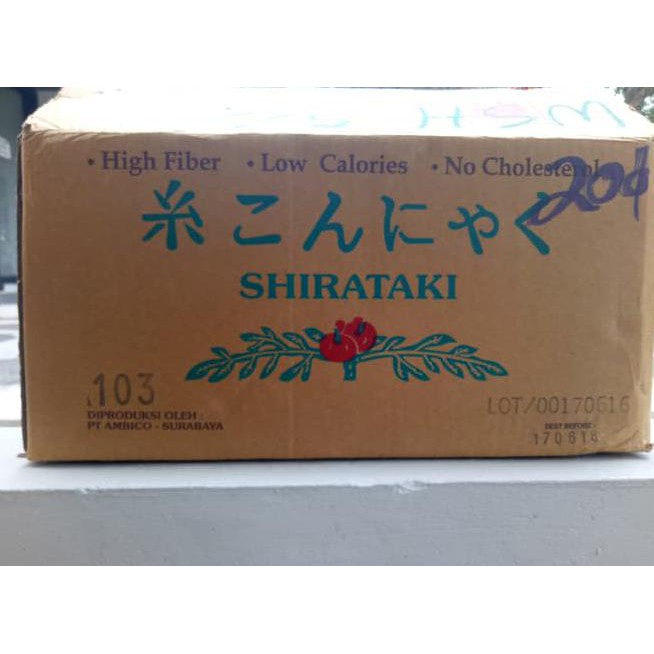 • High Fiber • Low Calories • No Cholesterol
糸こんにゃく
SHIRATAKI
103
DIPRODUKSI OLEH :
PT AMBICO - SURABAYA
LOT/00170616
BEST BEFORE :
170618